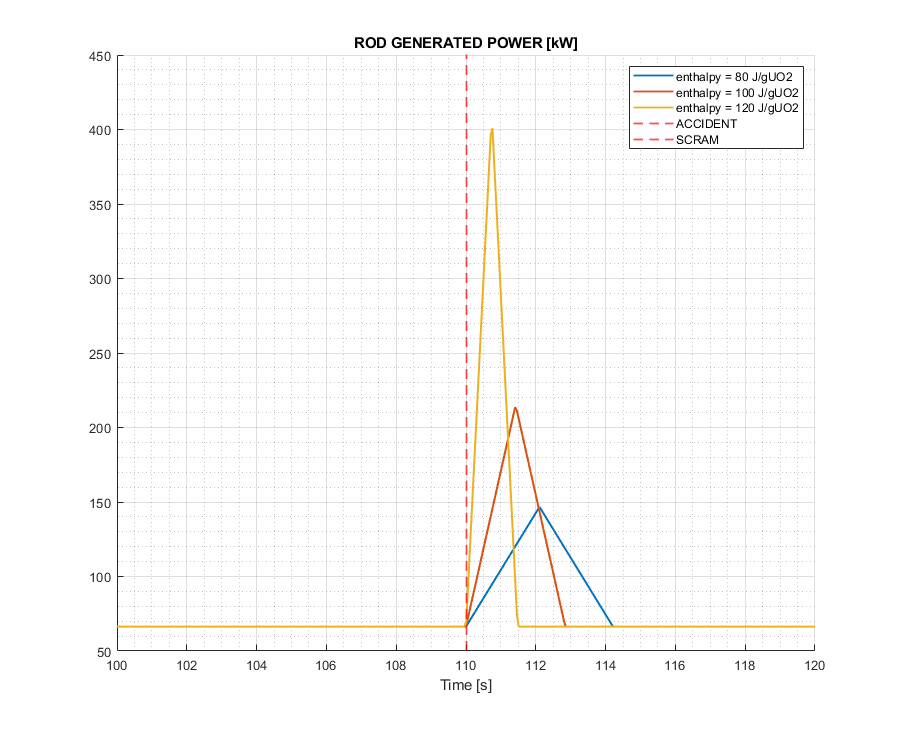 ROD GENERATED POWER [kW]
450
400
350
300
250
200
150
100
50
enthalpy = 80 J/gUO2
enthalpy = 100 J/gUO2
enthalpy = 120 J/gUO2
ACCIDENT
SCRAM
100 102 104 106 108 110 112 114 116 118 120
Time [s]